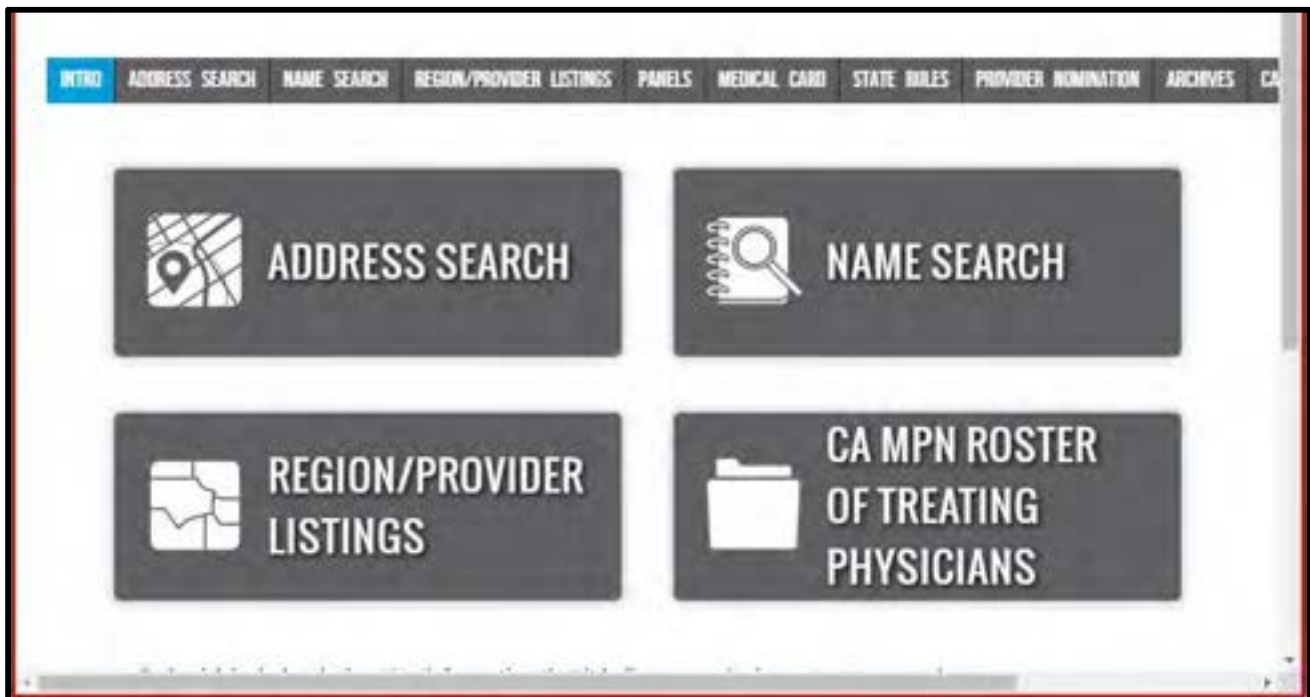 INTRO ADDRESS SEARCH NAME SEARCH REGION/PROVIDER LISTINGS PANELS MEDICAL CARD STATE RULES PROVIDER NOMINATION ARCHIVES CA
ADDRESS SEARCH
NAME SEARCH
REGION/PROVIDER
LISTINGS
CA MPN ROSTER
OF TREATING
PHYSICIANS